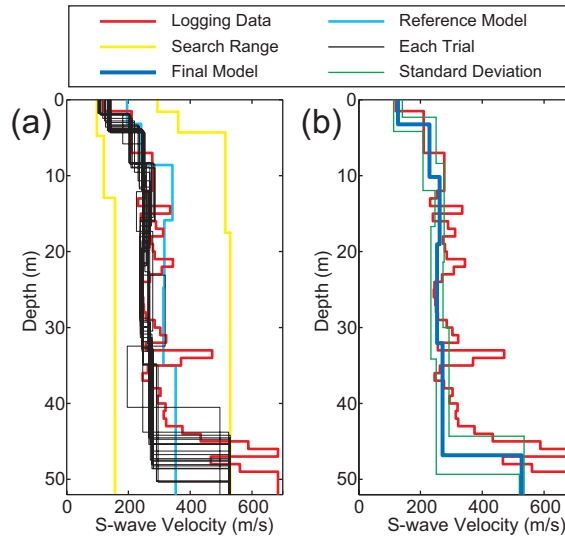 Logging Data
Reference Model
Search Range
Each Trial
Final Model
Standard Deviation
(a)
(b)
0
10
20
30
40
50
Depth (m)
0 200 400 600
S-wave Velocity (m/s)
0
10
20
30
40
50
Depth (m)
0 200 400 600
S-wave Velocity (m/s)